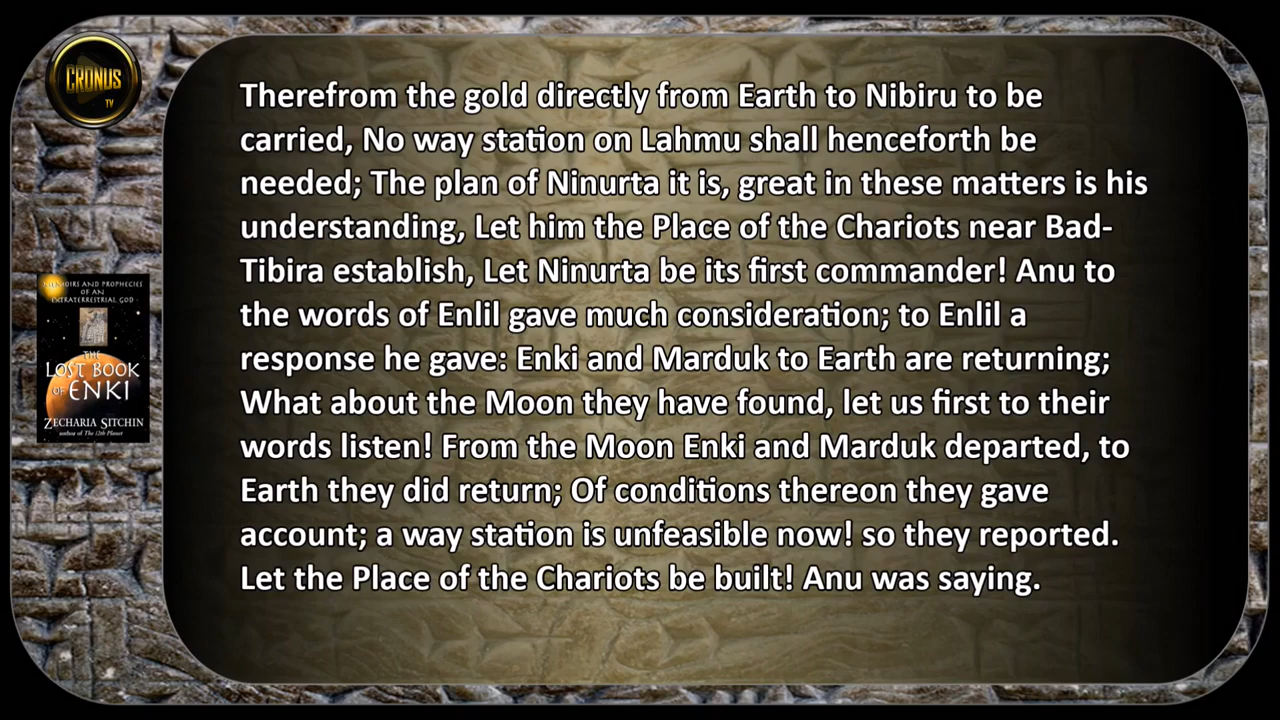 CRONUS
TV
Therefrom the gold directly from Earth to Nibiru to be
carried, No way station on Lahmu shall henceforth be
needed; The plan of Ninurta it is, great in these matters is his
understanding, Let him the Place of the Chariots near Bad-
Tibira establish, Let Ninurta be its first commander! Anu to
the words of Enlil gave much consideration; to Enlil a
response he gave: Enki and Marduk to Earth are returning;
What about the Moon they have found, let us first to their
words listen! From the Moon Enki and Marduk departed, to
Earth they did return; Of conditions thereon they gave
account; a way station is unfeasible now! so they reported.
Let the Place of the Chariots be built! Anu was saying.
MEMOIRS AND PROPHECIES
OF AN
EXTRATERRESTRIAL GOD
THE
LOST BOOK
OF ENKI
ZECHARIA SITCHIN
author of The 12th Planet